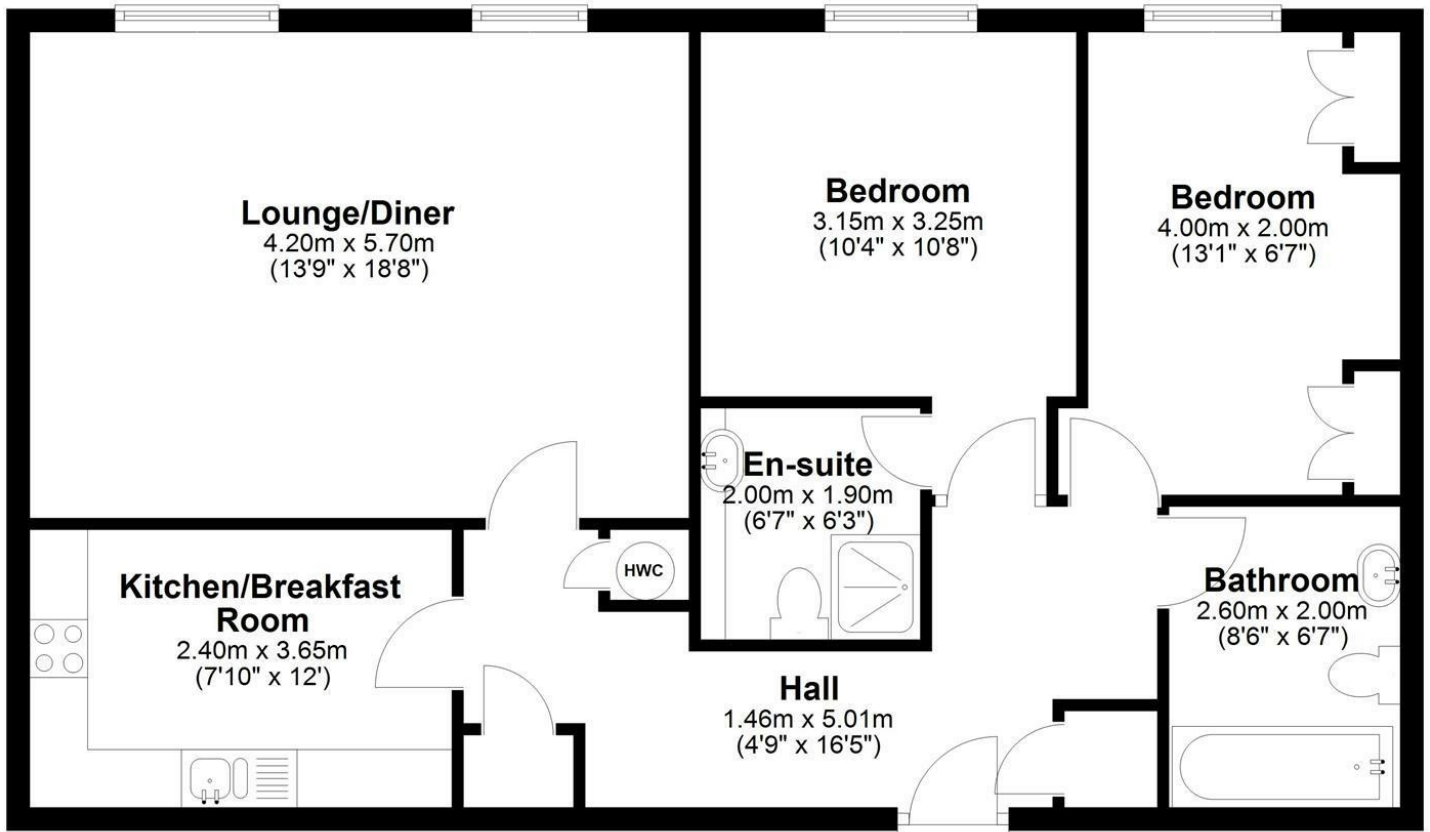 Lounge/Diner
4.20m x 5.70m
(13'9" x 18'8")
Bedroom
3.15m x 3.25m
(10'4" x 10'8")
Bedroom
4.00m x 2.00m
(13'1" x 6'7")
En-suite
2.00m x 1.90m
(6'7" x 6'3")
HWC
Kitchen/Breakfast
Room
2.40m x 3.65m
(7'10" x 12')
Bathroom
2.60m x 2.00m
(8'6" x 6'7")
Hall
1.46m x 5.01m
(4'9" x 16'5")